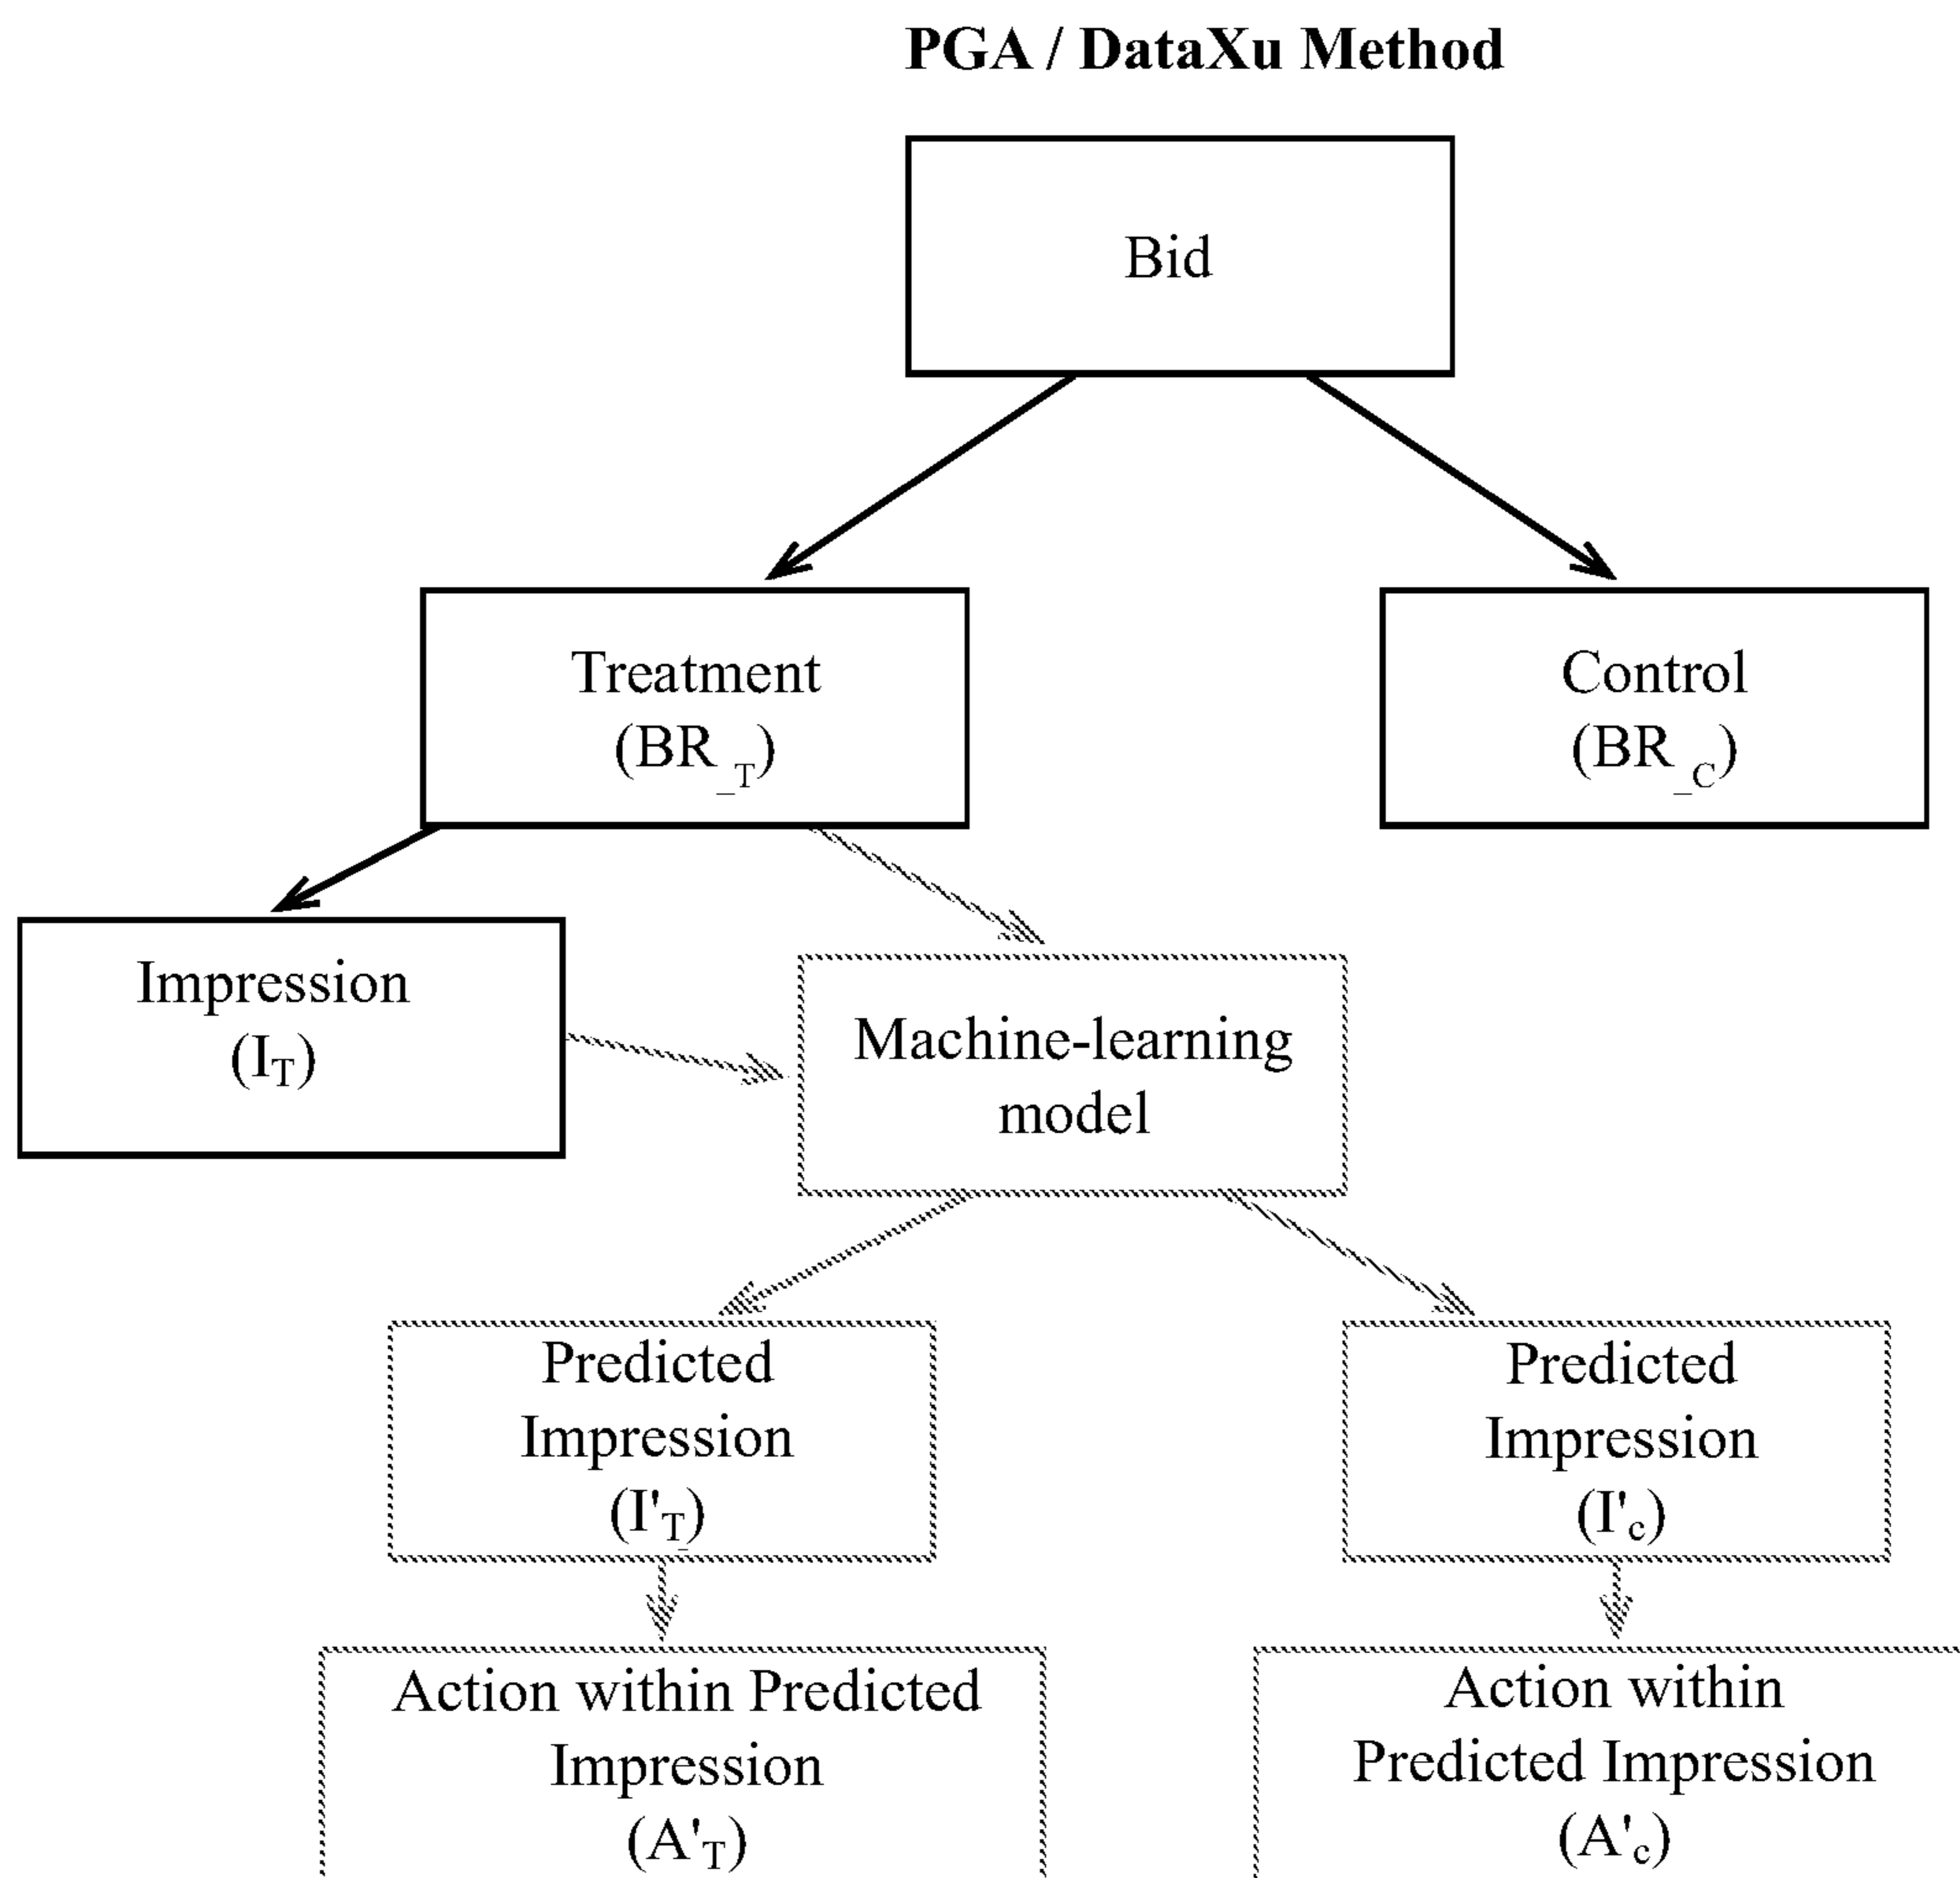 PGA / DataXu Method
Bid
Treatment
(BR_T)
Control
(BR_C)
Impression
(I_T)
Machine-learning
model
Predicted
Impression
(I'_T)
Predicted
Impression
(I'_c)
Action within Predicted
Impression
(A'_T)
Action within
Predicted Impression
(A'_c)